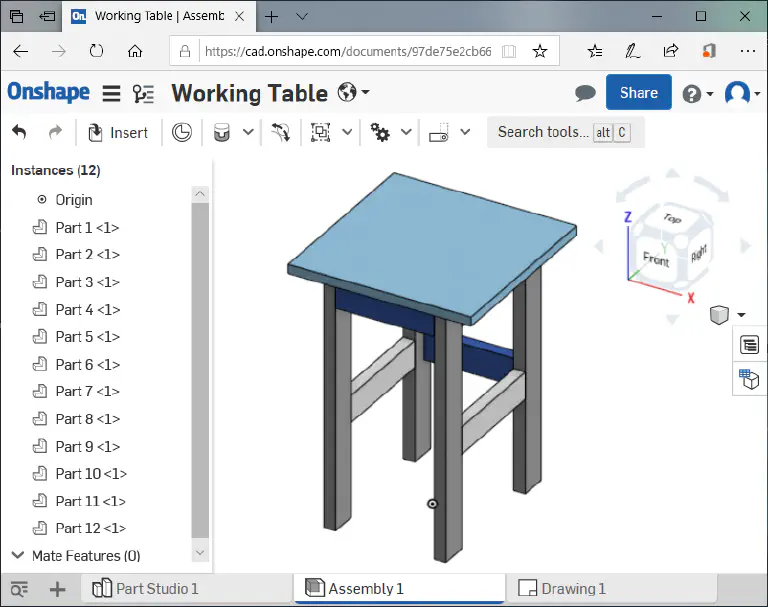 On. Working Table | Assemb
https://cad.onshape.com/documents/97de75e2cb66
Onshape Working Table Share
Insert Search tools... alt C
Instances (12)
Origin
Part 1 <1>
Part 2 <1>
Part 3 <1>
Part 4 <1>
Part 5 <1>
Part 6 <1>
Part 7 <1>
Part 8 <1>
Part 9 <1>
Part 10 <1>
Part 11 <1>
Part 12 <1>
Mate Features (0)
Z Top
Y
Front Right
X
Part Studio 1 Assembly 1 Drawing 1